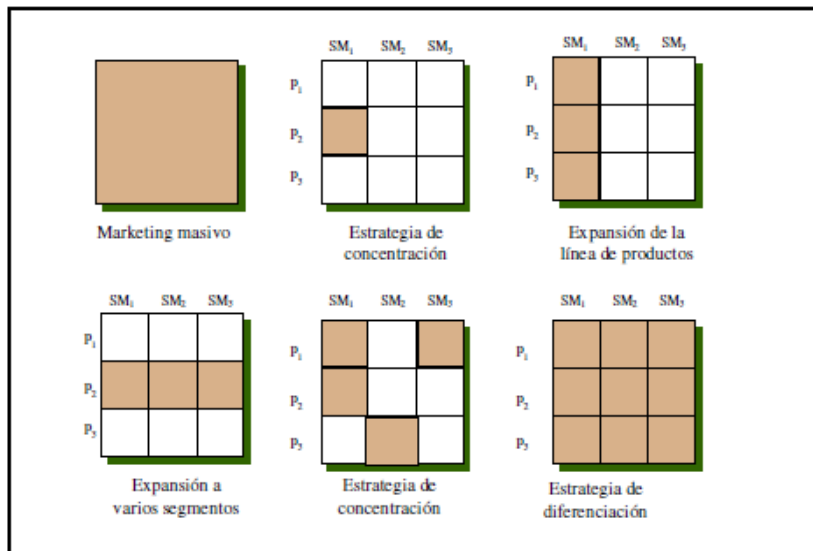 SM₁ SM₂ SM₃
P₁
P₂
P₃
SM₁ SM₂ SM₃
P₁
P₂
P₃
Marketing masivo
Estrategia de
concentración
Expansión de la
línea de productos
SM₁ SM₂ SM₃
P₁
P₂
P₃
SM₁ SM₂ SM₃
P₁
P₂
P₃
SM₁ SM₂ SM₃
P₁
P₂
P₃
Expansión a
varios segmentos
Estrategia de
concentración
Estrategia de
diferenciación